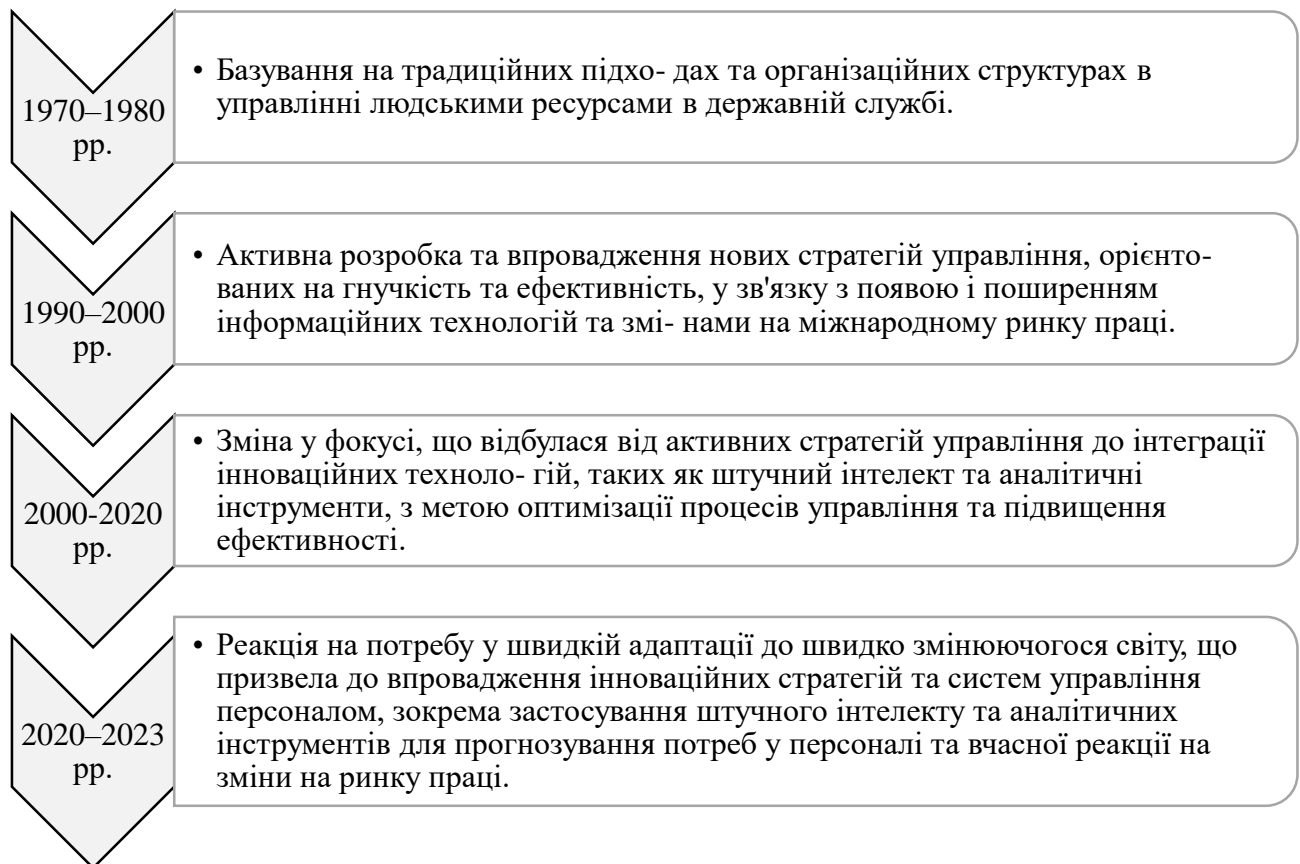 1970–1980
рр.
• Базування на традиційних підхо- дах та організаційних структурах в
управлінні людськими ресурсами в державній службі.
1990–2000
рр.
• Активна розробка та впровадження нових стратегій управління, орієнто-
ваних на гнучкість та ефективність, у зв'язку з появою і поширенням
інформаційних технологій та змі- нами на міжнародному ринку праці.
2000-2020
рр.
• Зміна у фокусі, що відбулася від активних стратегій управління до інтеграції
інноваційних техноло- гій, таких як штучний інтелект та аналітичні
інструменти, з метою оптимізації процесів управління та підвищення
ефективності.
2020–2023
рр.
• Реакція на потребу у швидкій адаптації до швидко змінюючогося світу, що
призвела до впровадження інноваційних стратегій та систем управління
персоналом, зокрема застосування штучного інтелекту та аналітичних
інструментів для прогнозування потреб у персоналі та вчасної реакції на
зміни на ринку праці.